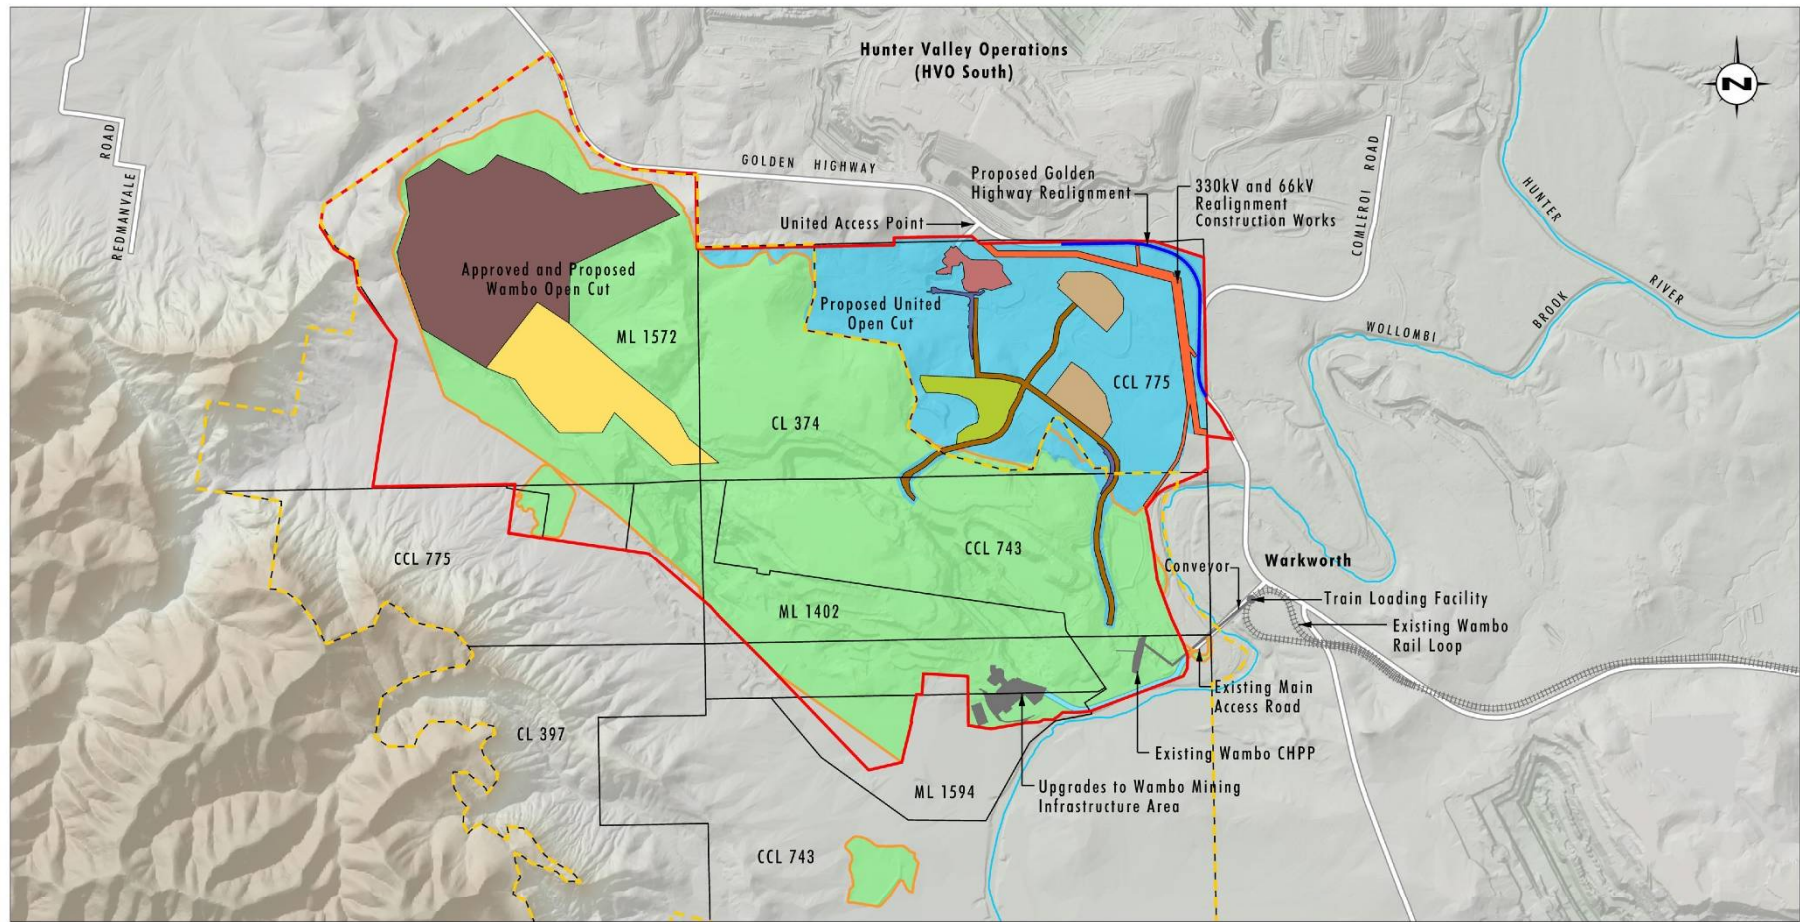 Hunter Valley Operations
(HVO South)
N
REDMANVALE ROAD
GOLDEN HIGHWAY
Proposed Golden
Highway Realignment
330kV and 66kV
Realignment
Construction Works
COMLEROI ROAD
HUNTER RIVER
United Access Point
Approved and Proposed
Wambo Open Cut
Proposed United
Open Cut
WOLLOMBI BROOK
ML 1572
CCL 775
CL 374
CCL 775
CCL 743
Conveyor
Warkworth
Train Loading Facility
Existing Wambo
Rail Loop
ML 1402
Existing Main
Access Road
CL 397
Existing Wambo CHPP
Upgrades to Wambo Mining
Infrastructure Area
ML 1594
CCL 743